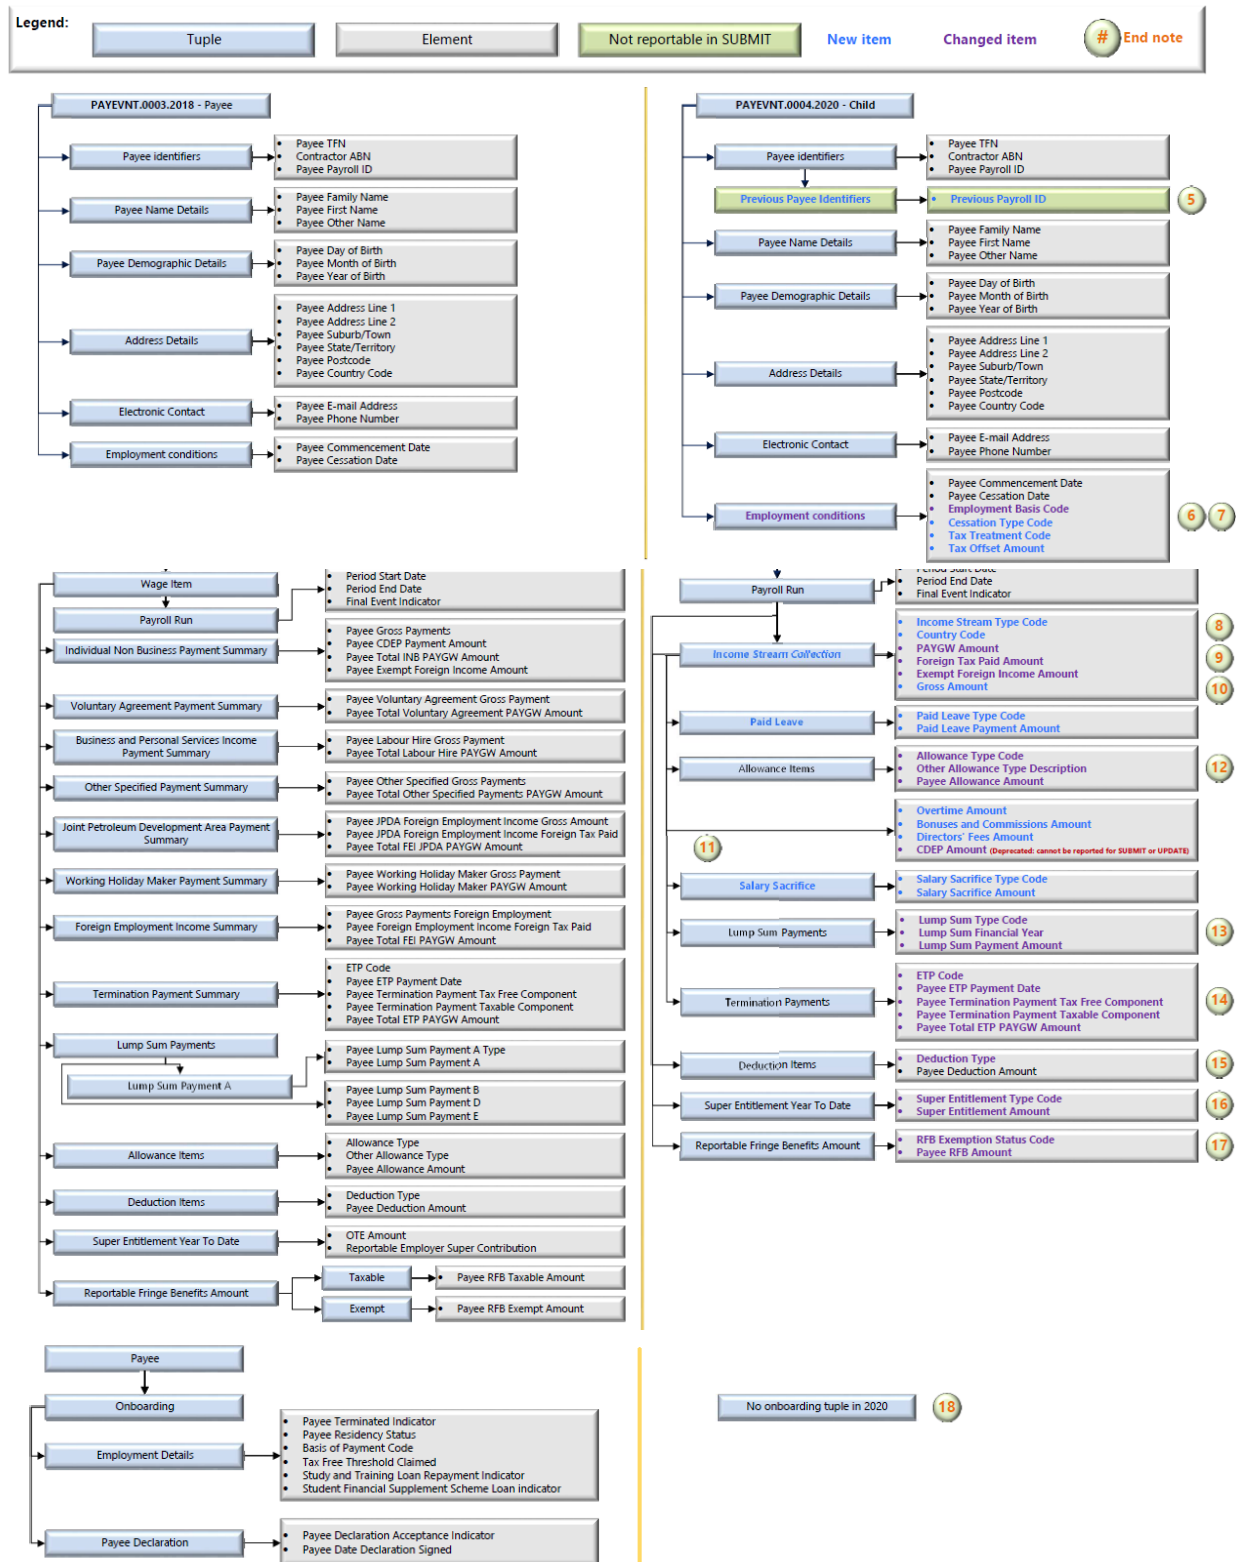 Legend:
Tuple
Element
Not reportable in SUBMIT
New item
Changed item
# End note
PAYEVNT.0003.2018 - Payee
Payee identifiers
• Payee TFN
• Contractor ABN
• Payee Payroll ID
Payee Name Details
• Payee Family Name
• Payee First Name
• Payee Other Name
Payee Demographic Details
• Payee Day of Birth
• Payee Month of Birth
• Payee Year of Birth
Address Details
• Payee Address Line 1
• Payee Address Line 2
• Payee Suburb/Town
• Payee State/Territory
• Payee Postcode
• Payee Country Code
Electronic Contact
• Payee E-mail Address
• Payee Phone Number
Employment conditions
• Payee Commencement Date
• Payee Cessation Date
PAYEVNT.0004.2020 - Child
Payee identifiers
• Payee TFN
• Contractor ABN
• Payee Payroll ID
Previous Payee Identifiers
• Previous Payroll ID
5
Payee Name Details
• Payee Family Name
• Payee First Name
• Payee Other Name
Payee Demographic Details
• Payee Day of Birth
• Payee Month of Birth
• Payee Year of Birth
Address Details
• Payee Address Line 1
• Payee Address Line 2
• Payee Suburb/Town
• Payee State/Territory
• Payee Postcode
• Payee Country Code
Electronic Contact
• Payee E-mail Address
• Payee Phone Number
Employment conditions
• Payee Commencement Date
• Payee Cessation Date
• Employment Basis Code
• Cessation Type Code
• Tax Treatment Code
• Tax Offset Amount
6 7
Wage Item
Payroll Run
• Period Start Date
• Period End Date
• Final Event Indicator
Individual Non Business Payment Summary
• Payee Gross Payments
• Payee CDEP Payment Amount
• Payee Total INB PAYGW Amount
• Payee Exempt Foreign Income Amount
Voluntary Agreement Payment Summary
• Payee Voluntary Agreement Gross Payment
• Payee Total Voluntary Agreement PAYGW Amount
Business and Personal Services Income
Payment Summary
• Payee Labour Hire Gross Payment
• Payee Total Labour Hire PAYGW Amount
Other Specified Payment Summary
• Payee Other Specified Gross Payments
• Payee Total Other Specified Payments PAYGW Amount
Joint Petroleum Development Area Payment
Summary
• Payee JPDA Foreign Employment Income Gross Amount
• Payee JPDA Foreign Employment Income Foreign Tax Paid
• Payee Total FEI JPDA PAYGW Amount
Working Holiday Maker Payment Summary
• Payee Working Holiday Maker Gross Payment
• Payee Working Holiday Maker PAYGW Amount
Foreign Employment Income Summary
• Payee Gross Payments Foreign Employment
• Payee Foreign Employment Income Foreign Tax Paid
• Payee Total FEI PAYGW Amount
Termination Payment Summary
• ETP Code
• Payee ETP Payment Date
• Payee Termination Payment Tax Free Component
• Payee Termination Payment Taxable Component
• Payee Total ETP PAYGW Amount
Lump Sum Payments
Lump Sum Payment A
• Payee Lump Sum Payment A Type
• Payee Lump Sum Payment A
• Payee Lump Sum Payment B
• Payee Lump Sum Payment D
• Payee Lump Sum Payment E
Allowance Items
• Allowance Type
• Other Allowance Type
• Payee Allowance Amount
Deduction Items
• Deduction Type
• Payee Deduction Amount
Super Entitlement Year To Date
• OTE Amount
• Reportable Employer Super Contribution
Reportable Fringe Benefits Amount
Taxable
• Payee RFB Taxable Amount
Exempt
• Payee RFB Exempt Amount
Payroll Run
• Period Start Date
• Period End Date
• Final Event Indicator
Income Stream Collection
• Income Stream Type Code
• Country Code
• PAYGW Amount
• Foreign Tax Paid Amount
• Exempt Foreign Income Amount
• Gross Amount
8
9
10
Paid Leave
• Paid Leave Type Code
• Paid Leave Payment Amount
Allowance Items
• Allowance Type Code
• Other Allowance Type Description
• Payee Allowance Amount
12
• Overtime Amount
• Bonuses and Commissions Amount
• Directors' Fees Amount
• CDEP Amount (Deprecated: cannot be reported for SUBMIT or UPDATE)
11
Salary Sacrifice
• Salary Sacrifice Type Code
• Salary Sacrifice Amount
Lump Sum Payments
• Lump Sum Type Code
• Lump Sum Financial Year
• Lump Sum Payment Amount
13
Termination Payments
• ETP Code
• Payee ETP Payment Date
• Payee Termination Payment Tax Free Component
• Payee Termination Payment Taxable Component
• Payee Total ETP PAYGW Amount
14
Deduction Items
• Deduction Type
• Payee Deduction Amount
15
Super Entitlement Year To Date
• Super Entitlement Type Code
• Super Entitlement Amount
16
Reportable Fringe Benefits Amount
• RFB Exemption Status Code
• Payee RFB Amount
17
Payee
Onboarding
Employment Details
• Payee Terminated Indicator
• Payee Residency Status
• Basis of Payment Code
• Tax Free Threshold Claimed
• Study and Training Loan Repayment Indicator
• Student Financial Supplement Scheme Loan indicator
Payee Declaration
• Payee Declaration Acceptance Indicator
• Payee Date Declaration Signed
No onboarding tuple in 2020
18